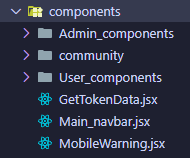 components
Admin_components
community
User_components
GetTokenData.jsx
Main_navbar.jsx
MobileWarning.jsx